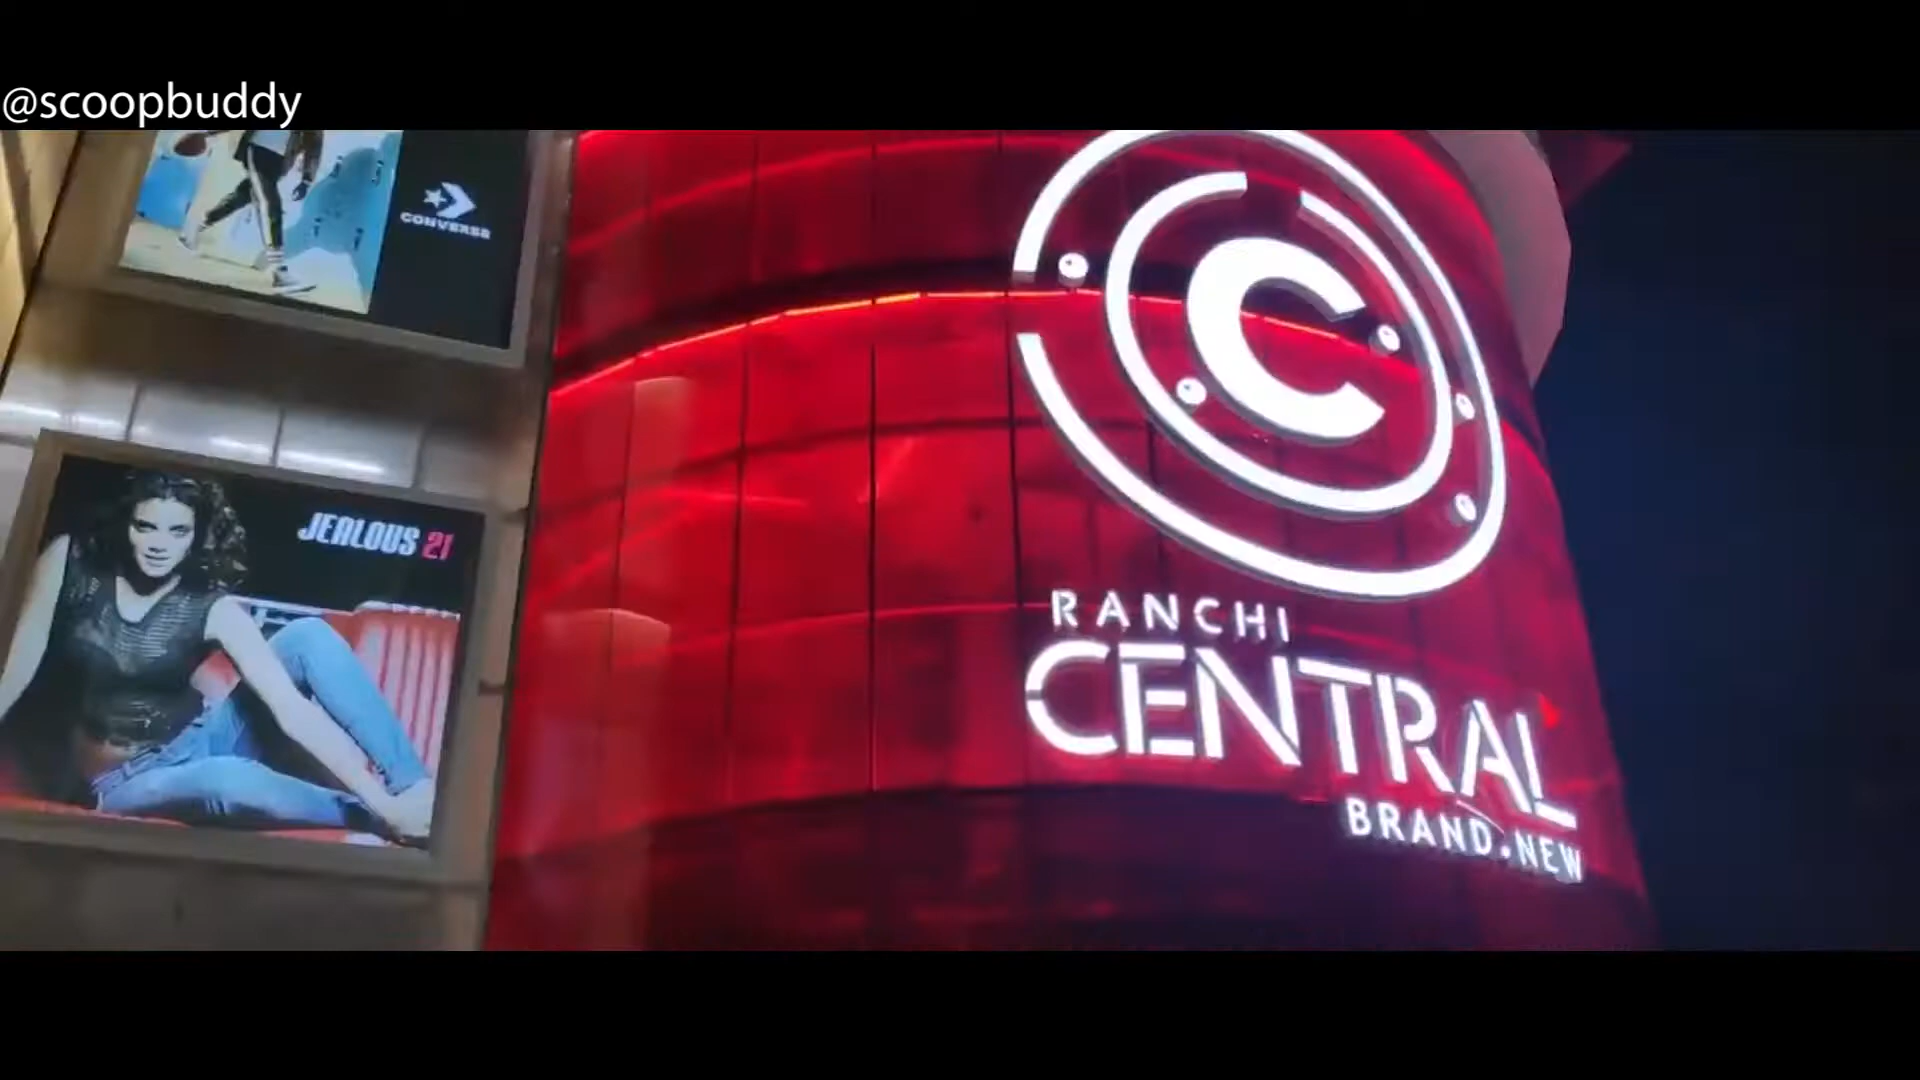 @scoopbuddy
CONVERSE
JEALOUS 21
C
RANCHI
CENTRAL
BRAND.NEW